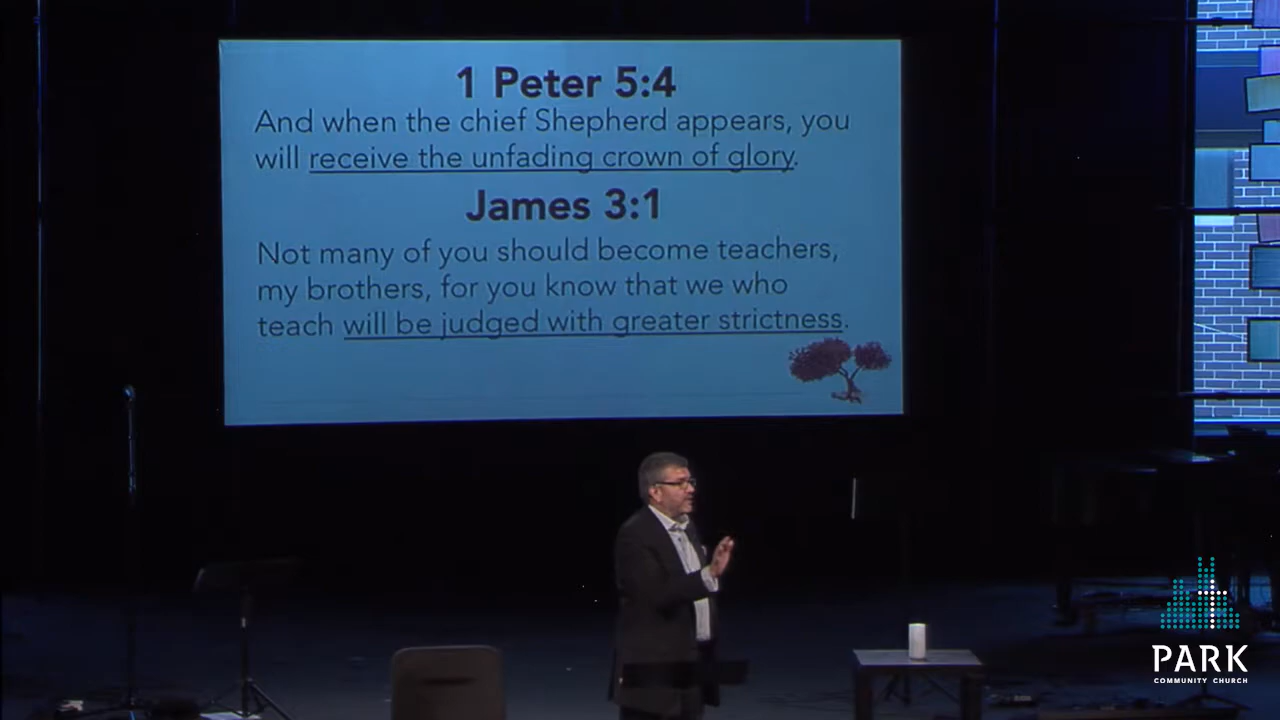 1 Peter 5:4
And when the chief Shepherd appears, you
will receive the unfading crown of glory.
James 3:1
Not many of you should become teachers,
my brothers, for you know that we who
teach will be judged with greater strictness.
PARK
COMMUNITY CHURCH